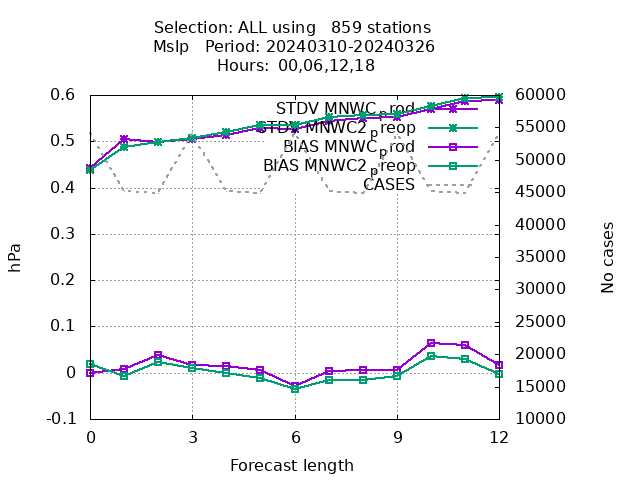 Selection: ALL using   859 stations
Mslp   Period: 20240310-20240326
Hours:  00,06,12,18
STDV MNWC_prod
STDV MNWC2_preop
BIAS MNWC_prod
BIAS MNWC2_preop
CASES
0.6
0.5
0.4
0.3
0.2
0.1
0
-0.1
hPa
60000
55000
50000
45000
40000
35000
30000
25000
20000
15000
10000
No cases
0 3 6 9 12
Forecast length